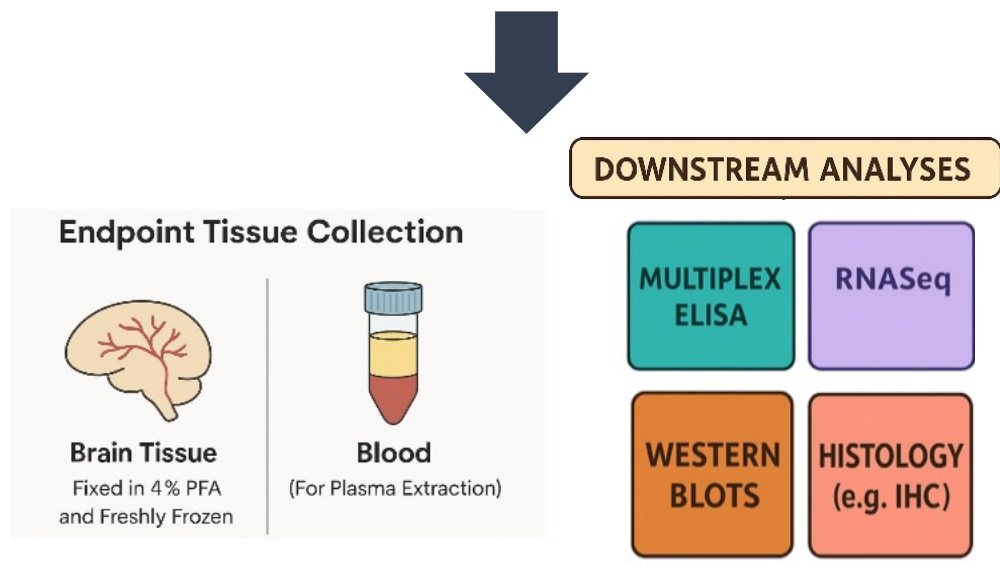 DOWNSTREAM ANALYSES
Endpoint Tissue Collection
Brain Tissue
Fixed in 4% PFA
and Freshly Frozen
Blood
(For Plasma Extraction)
MULTIPLEX
ELISA
RNASeq
WESTERN
BLOTS
HISTOLOGY
(e.g. IHC)